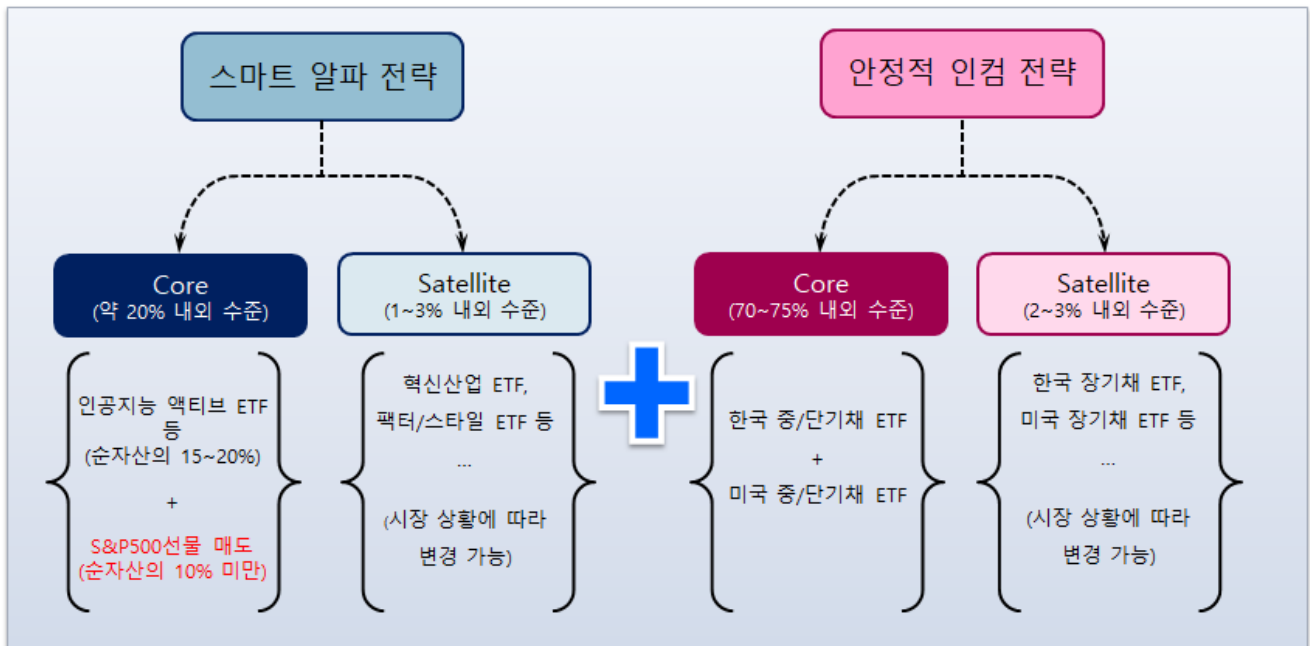 스마트 알파 전략
안정적 인컴 전략
Core
(약 20% 내외 수준)
Satellite
(1~3% 내외 수준)
Core
(70~75% 내외 수준)
Satellite
(2~3% 내외 수준)
인공지능 액티브 ETF
등
(순자산의 15~20%)
+
S&P500선물 매도
(순자산의 10% 미만)
혁신산업 ETF,
팩터/스타일 ETF 등
...
(시장 상황에 따라
변경 가능)
한국 중/단기채 ETF
+
미국 중/단기채 ETF
한국 장기채 ETF,
미국 장기채 ETF 등
...
(시장 상황에 따라
변경 가능)